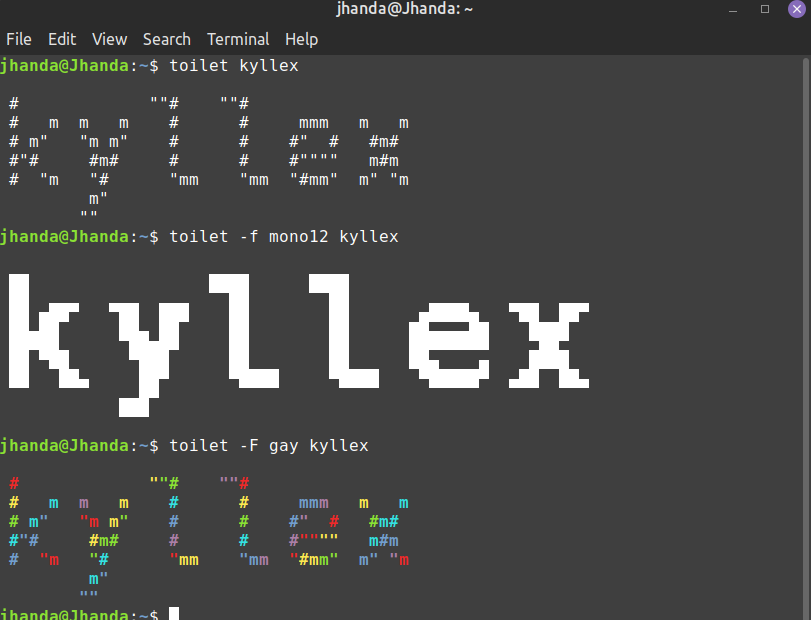 jhanda@Jhanda: ~
File Edit View Search Terminal Help
jhanda@Jhanda:~$ toilet kyllex

 #             ""#    ""#
 #   m  m   m    #      #     mmm   m   m
 # m"   "m m"    #      #    #"  #   #m#
 #"#     #m#     #      #    #""""   m#m
 #  "m   "#      "mm    "mm  "#mm"  m" "m
         m"
        ""
jhanda@Jhanda:~$ toilet -f mono12 kyllex
kyllex
jhanda@Jhanda:~$ toilet -F gay kyllex

 #             ""#    ""#
 #   m  m   m    #      #     mmm   m   m
 # m"   "m m"    #      #    #"  #   #m#
 #"#     #m#     #      #    #""""   m#m
 #  "m   "#      "mm    "mm  "#mm"  m" "m
         m"
        ""
jhanda@Jhanda:~$